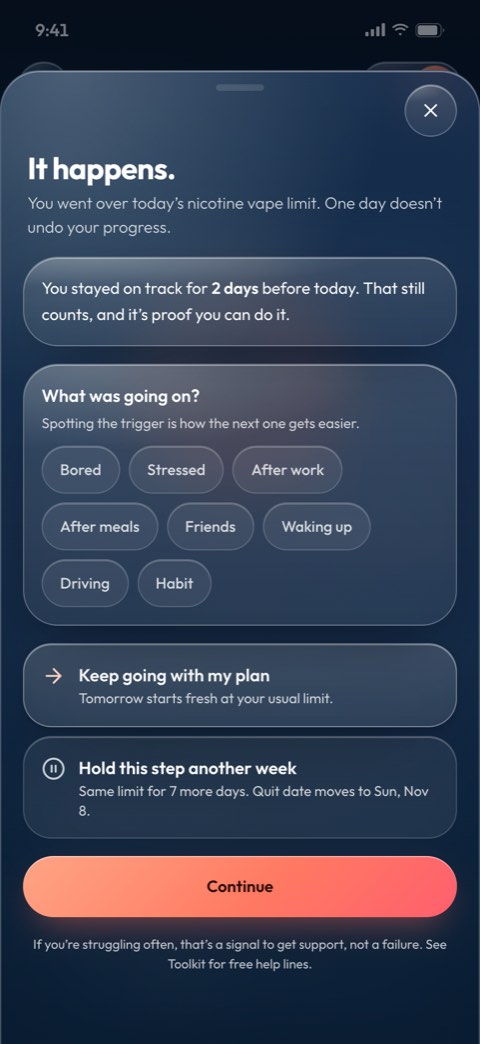 9:41
It happens.
You went over today's nicotine vape limit. One day doesn't
undo your progress.
You stayed on track for 2 days before today. That still
counts, and it's proof you can do it.
What was going on?
Spotting the trigger is how the next one gets easier.
Bored Stressed After work
After meals Friends Waking up
Driving Habit
Keep going with my plan
Tomorrow starts fresh at your usual limit.
Hold this step another week
Same limit for 7 more days. Quit date moves to Sun, Nov
8.
Continue
If you're struggling often, that's a signal to get support, not a failure. See
Toolkit for free help lines.